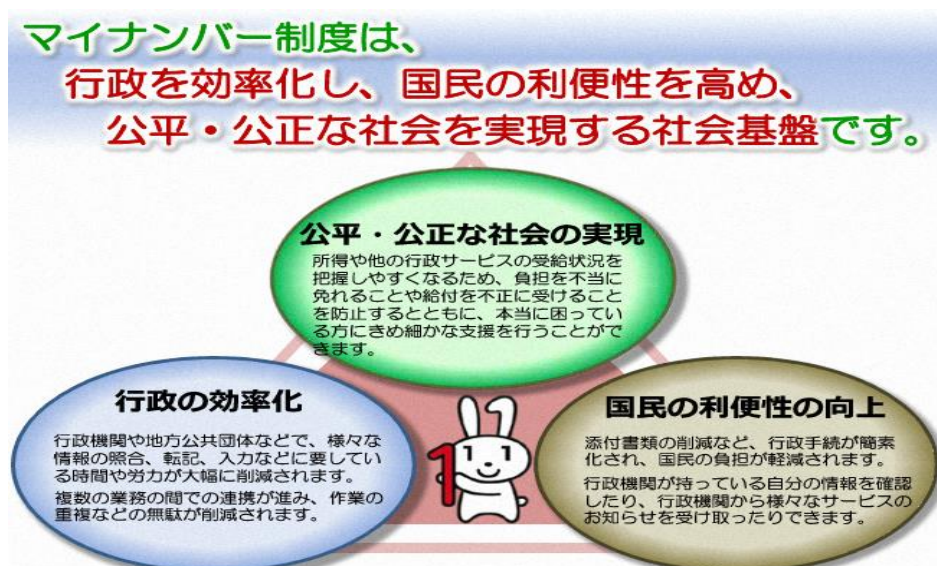 マイナンバー制度は、
行政を効率化し、国民の利便性を高め、
公平・公正な社会を実現する社会基盤です。
公平・公正な社会の実現
所得や他の行政サービスの受給状況を
把握しやすくなるため、負担を不当に
免れることや給付を不正に受けること
を防止するとともに、本当に困ってい
る方にきめ細かな支援を行うことがで
きます。
行政の効率化
行政機関や地方公共団体などで、様々な
情報の照合、転記、入力などに要してい
る時間や労力が大幅に削減されます。
複数の業務の間での連携が進み、作業の
重複などの無駄が削減されます。
国民の利便性の向上
添付書類の削減など、行政手続が簡素
化され、国民の負担が軽減されます。
行政機関が持っている自分の情報を確認
したり、行政機関から様々なサービスの
お知らせを受け取ったりできます。
1